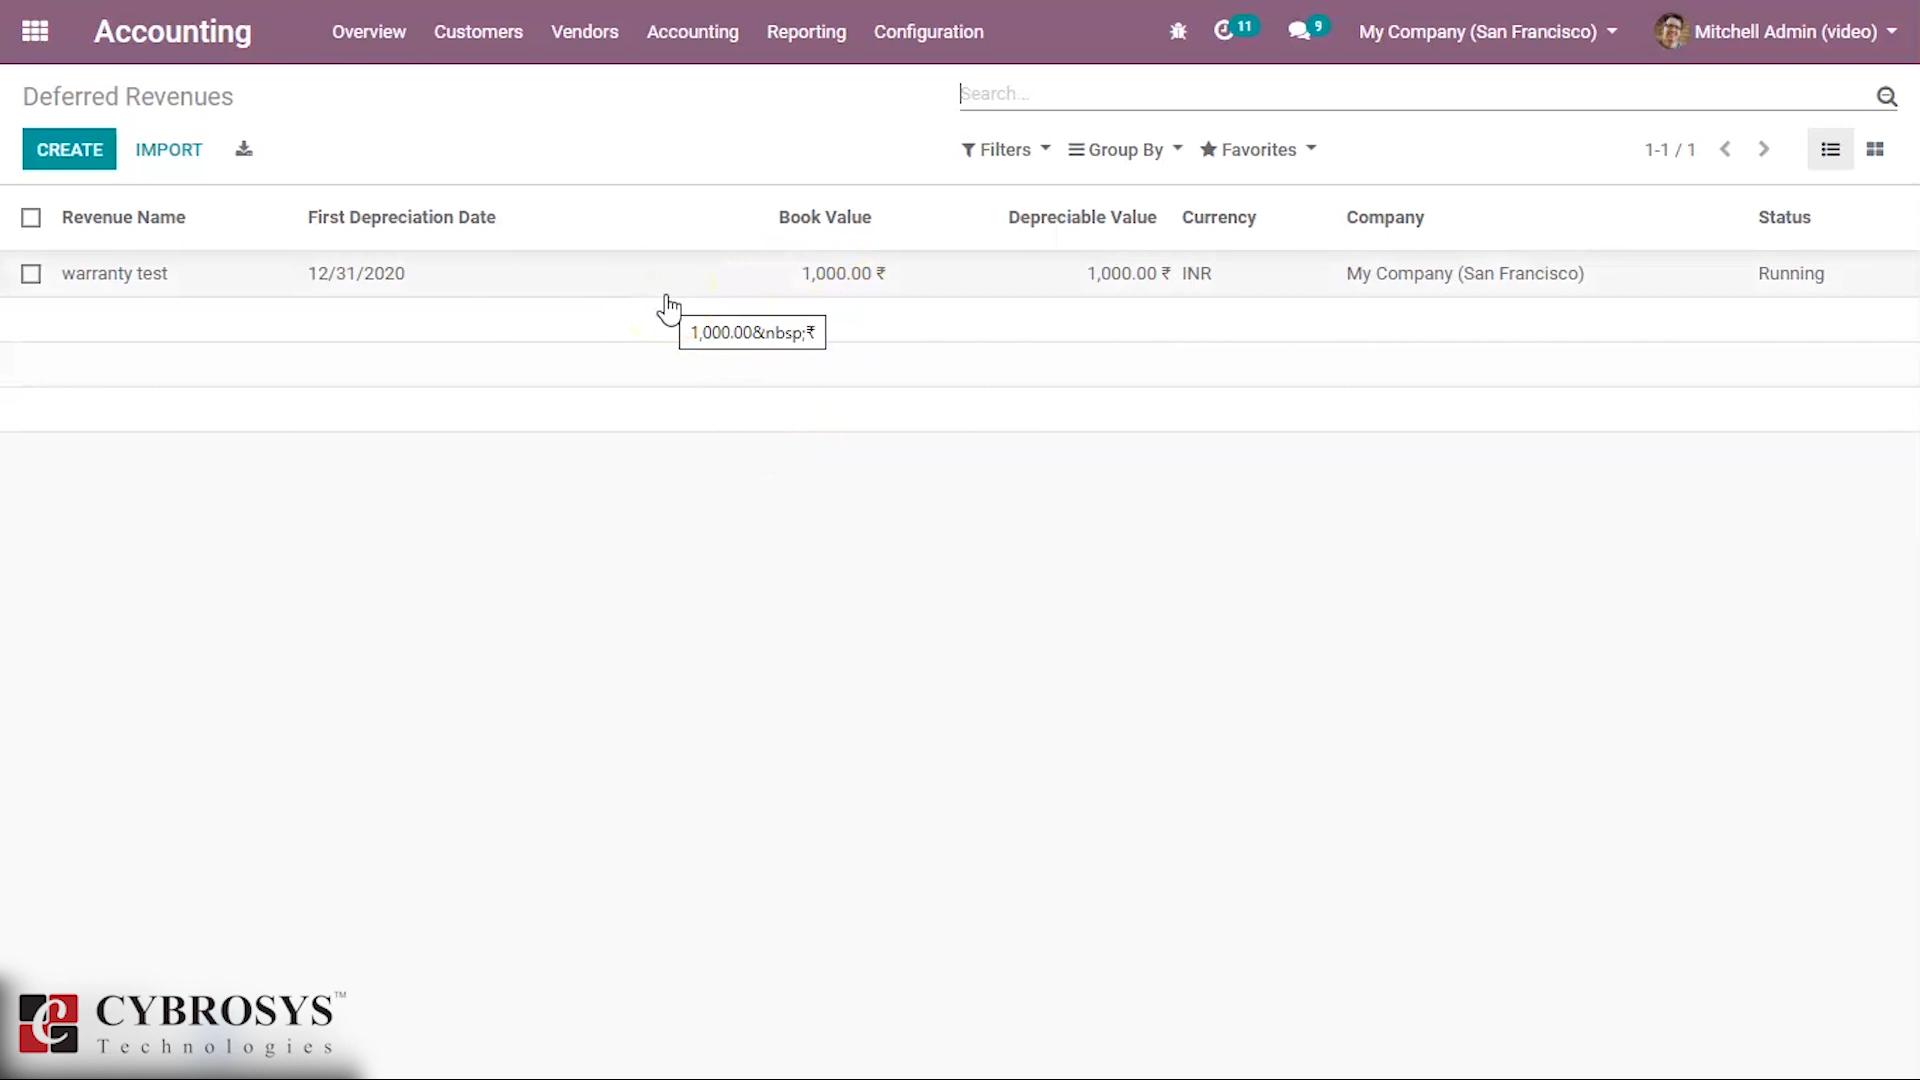 Accounting Overview Customers Vendors Accounting Reporting Configuration 11 9 My Company (San Francisco) Mitchell Admin (video)
Deferred Revenues Search...
CREATE IMPORT Filters Group By Favorites 1-1 / 1
Revenue Name First Depreciation Date Book Value Depreciable Value Currency Company Status
warranty test 12/31/2020 1,000.00 ₹ 1,000.00 ₹ INR My Company (San Francisco) Running
1,000.00&nbsp;₹
CYBROSYS™
Technologies